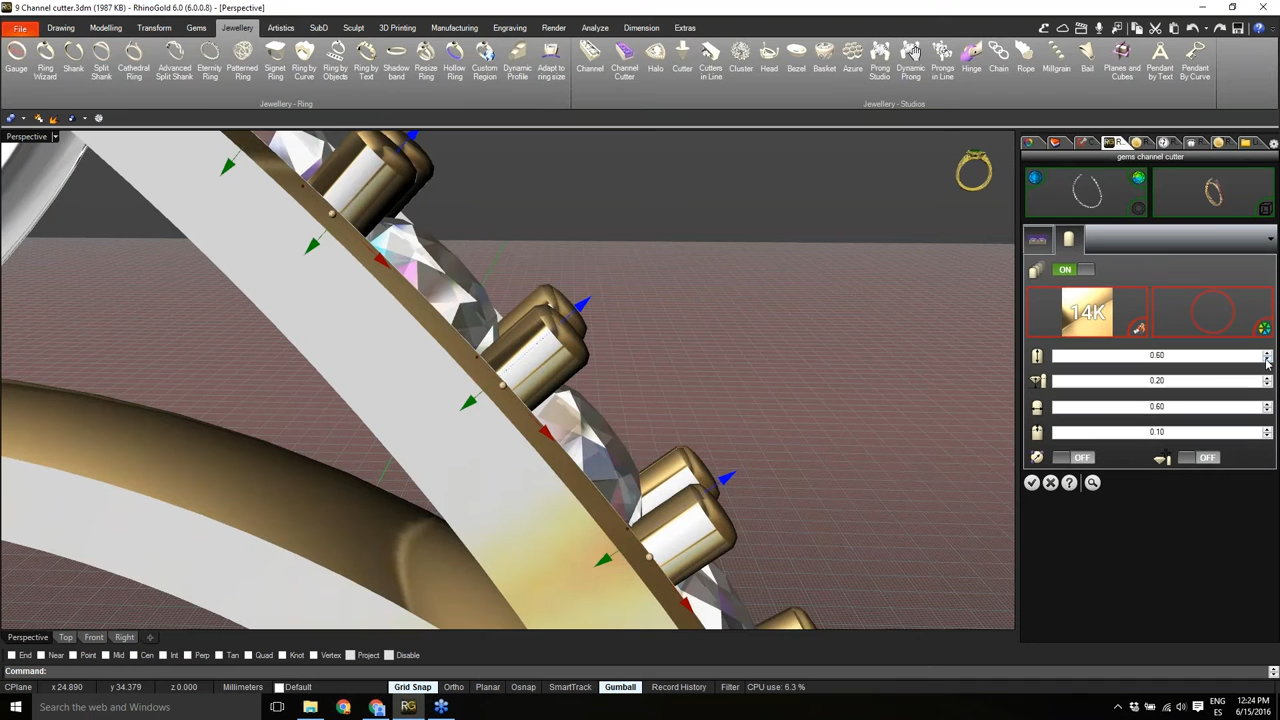 9 Channel cutter.3dm (1987 KB) - RhinoGold 6.0 (6.0.0.8) - [Perspective]
File Drawing Modelling Transform Gems Jewellery Artistics SubD Sculpt 3D Printing Manufacturing Engraving Render Analyze Dimension Extras
Gauge Ring Wizard Shank Split Shank Cathedral Ring Advanced Split Shank Eternity Ring Patterned Ring Signet Ring Ring by Curve Ring by Objects Ring by Text Shadow band Resize Ring Hollow Ring Custom Region Dynamic Profile Adapt to ring size Channel Channel Cutter Halo Cutter Cutters in Line Cluster Head Bezel Basket Azure Prong Studio Dynamic Prong Prongs in Line Hinge Chain Rope Millgrain Bail Planes and Cubes Pendant by Text Pendant By Curve
Jewellery - Ring Jewellery - Studios
Perspective
gems channel cutter
ON
14K
0.60
0.20
0.60
0.10
OFF OFF
Perspective Top Front Right
End Near Point Mid Cen Int Perp Tan Quad Knot Vertex Project Disable
Command:
CPlane x 24.890 y 34.379 z 0.000 Millimeters Default Grid Snap Ortho Planar Osnap SmartTrack Gumball Record History Filter CPU use: 6.3 %
Search the web and Windows RG ENG ES 12:24 PM 6/15/2016